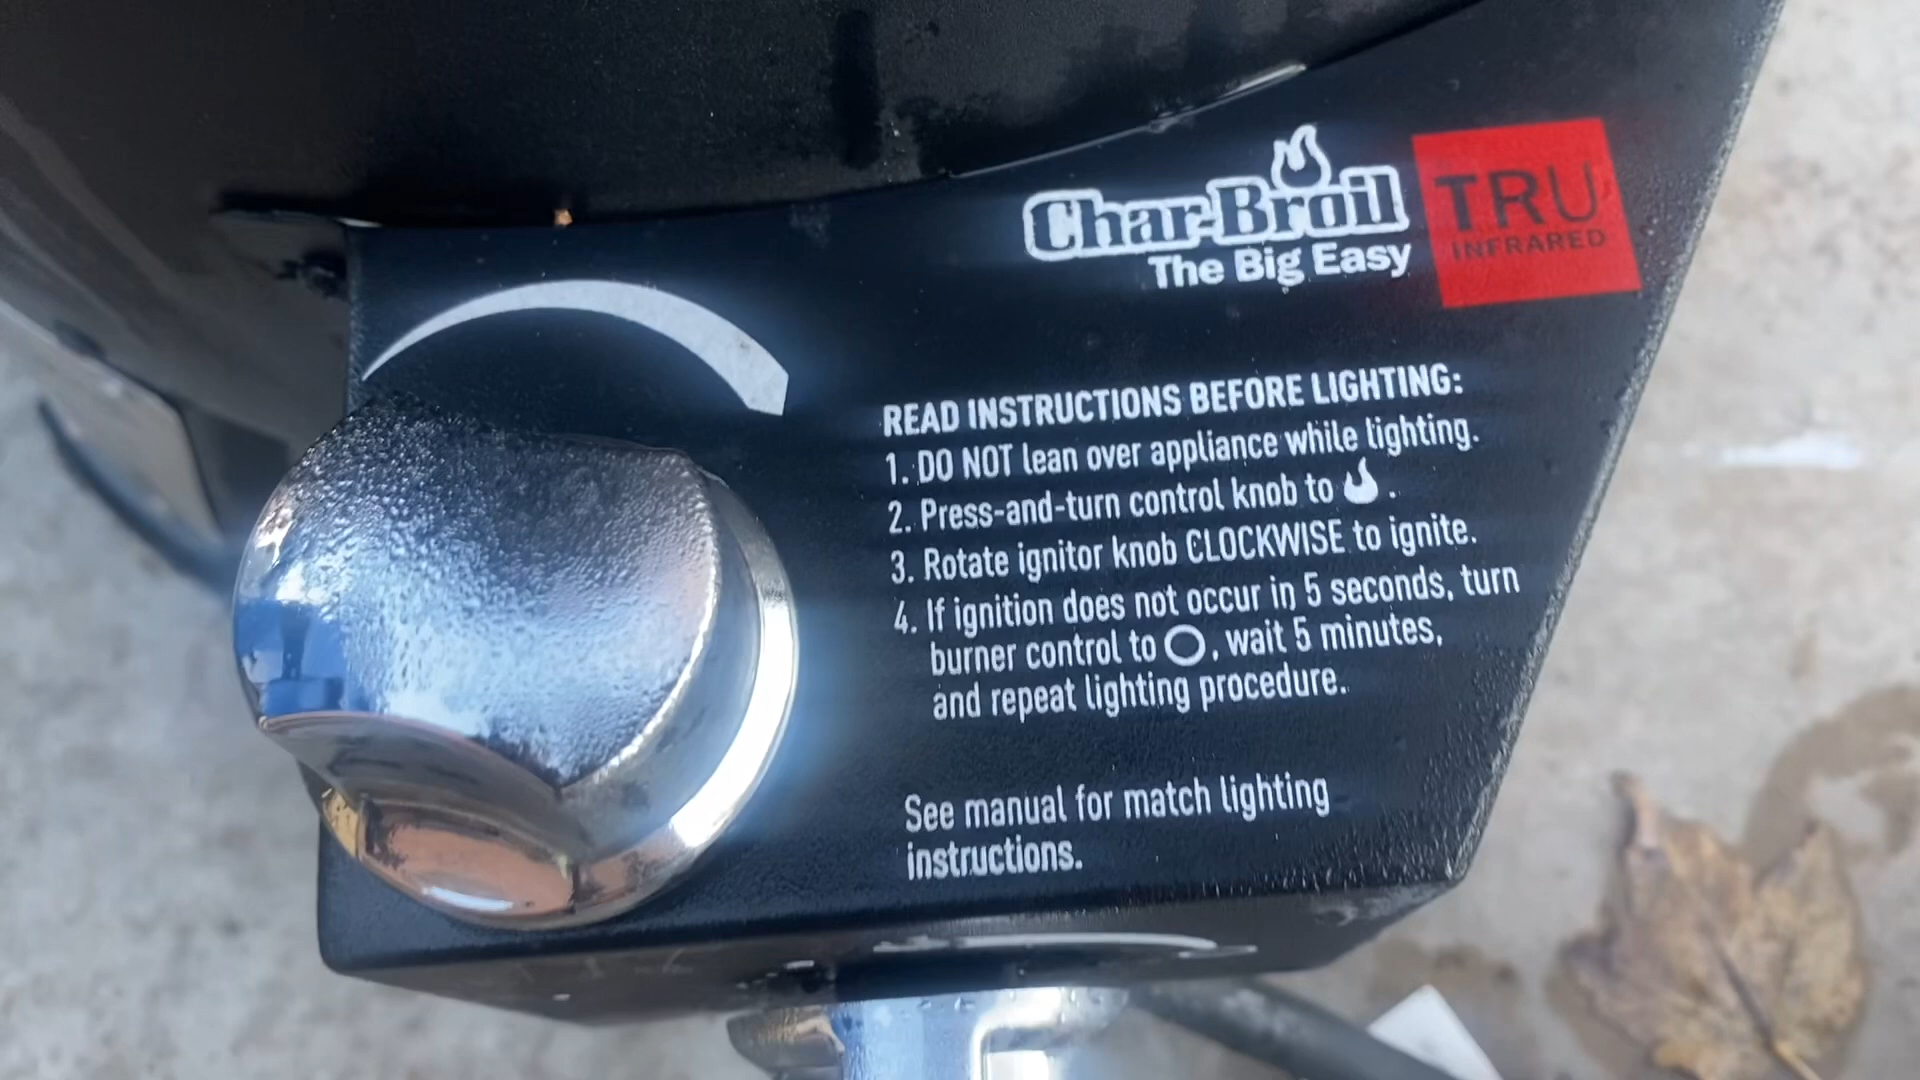 Char-Broil
The Big Easy
TRU
INFRARED
READ INSTRUCTIONS BEFORE LIGHTING:
1. DO NOT lean over appliance while lighting.
2. Press-and-turn control knob to .
3. Rotate ignitor knob CLOCKWISE to ignite.
4. If ignition does not occur in 5 seconds, turn
burner control to , wait 5 minutes,
and repeat lighting procedure.
See manual for match lighting
instructions.